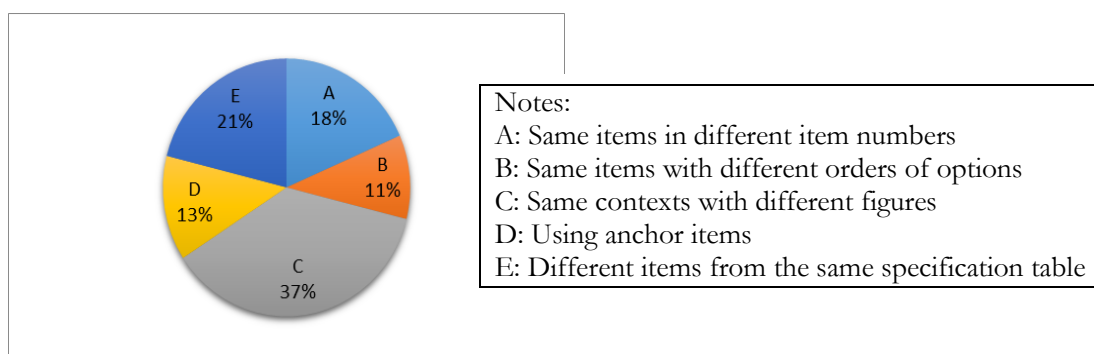 E
21%
A
18%
B
11%
D
13%
C
37%
Notes:
A: Same items in different item numbers
B: Same items with different orders of options
C: Same contexts with different figures
D: Using anchor items
E: Different items from the same specification table